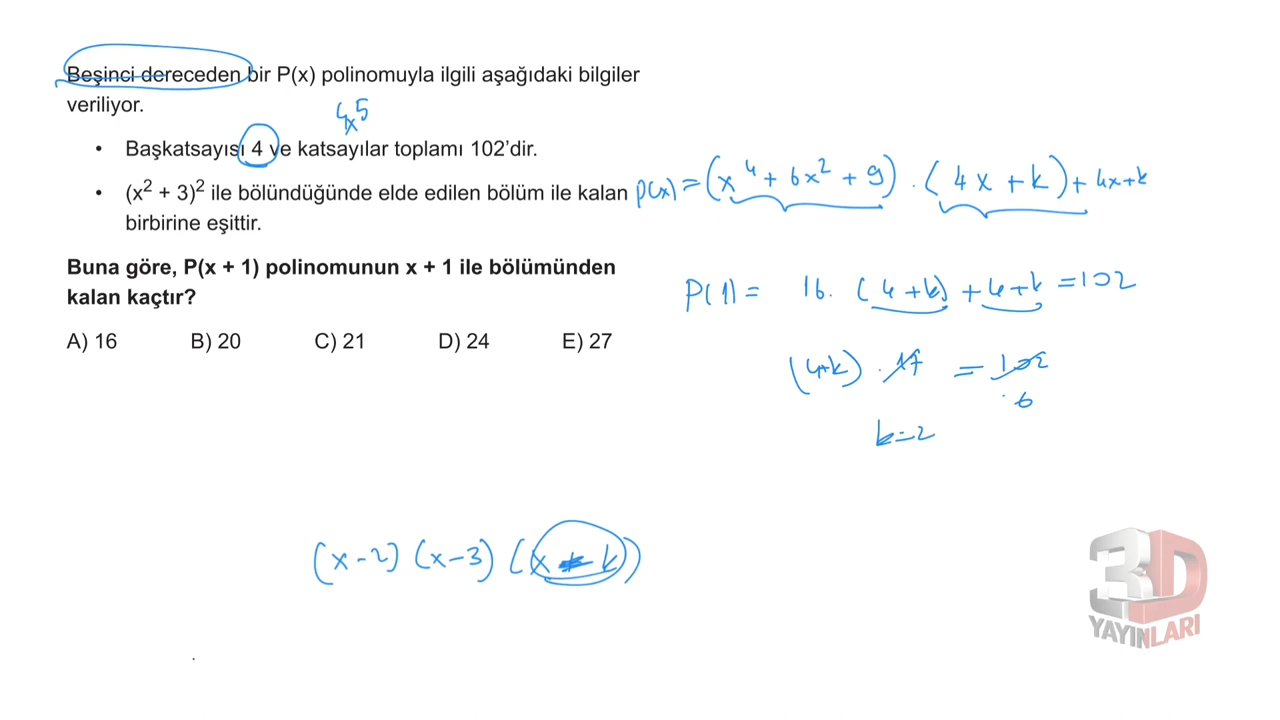 Beşinci dereceden bir P(x) polinomuyla ilgili aşağıdaki bilgiler
veriliyor.
4x⁵
• Başkatsayısı 4 ve katsayılar toplamı 102'dir.
• (x² + 3)² ile bölündüğünde elde edilen bölüm ile kalan
birbirine eşittir.
P(x) = (x⁴ + 6x² + 9) . (4x + k) + 4x + k
Buna göre, P(x + 1) polinomunun x + 1 ile bölümünden
kalan kaçtır?
P(1) = 16. (4 + k) + 4 + k = 102
A) 16 B) 20 C) 21 D) 24 E) 27
(4+k) . 17 = 102
6
k = 2
(x - 2) (x - 3) (x k)
3D
YAYINLARI